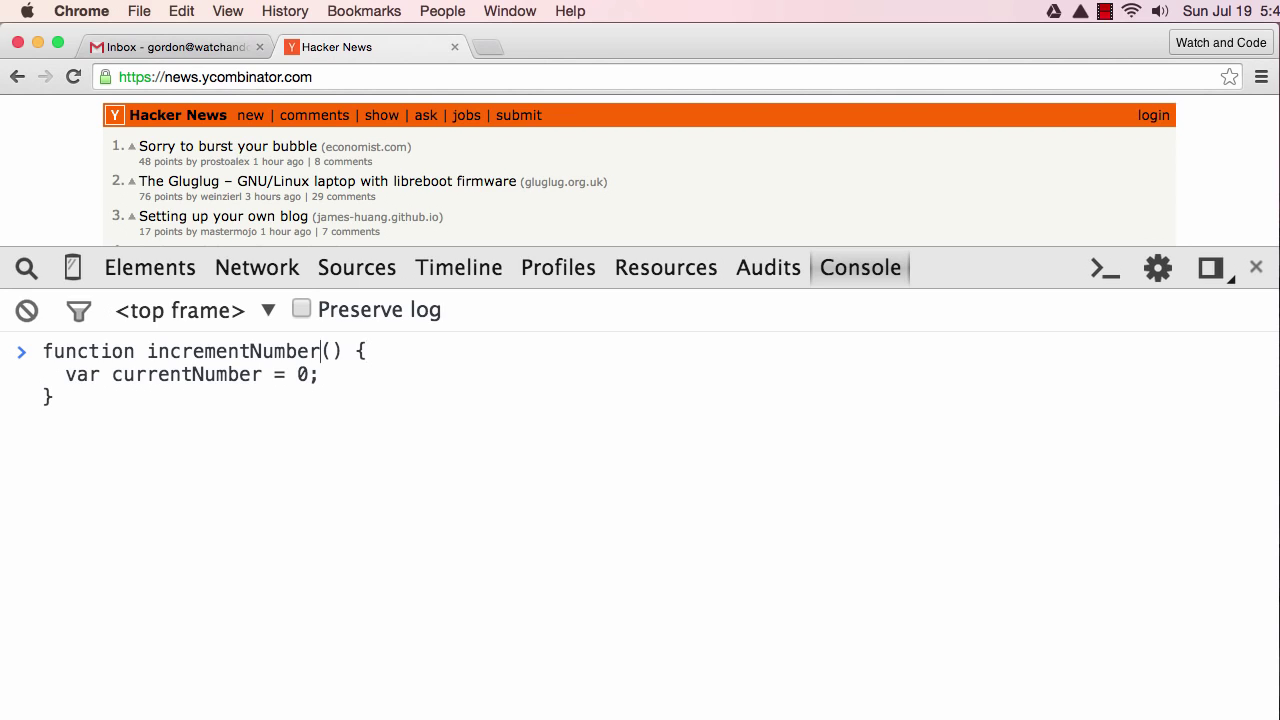 Chrome File Edit View History Bookmarks People Window Help Sun Jul 19 5:4
Inbox - gordon@watchand Hacker News Watch and Code
https://news.ycombinator.com
Y Hacker News new | comments | show | ask | jobs | submit login
1. Sorry to burst your bubble (economist.com)
48 points by prostoalex 1 hour ago | 8 comments
2. The Gluglug – GNU/Linux laptop with libreboot firmware (gluglug.org.uk)
76 points by weinzierl 3 hours ago | 29 comments
3. Setting up your own blog (james-huang.github.io)
17 points by mastermojo 1 hour ago | 7 comments
Elements Network Sources Timeline Profiles Resources Audits Console
<top frame> Preserve log
function incrementNumber() {
var currentNumber = 0;
}